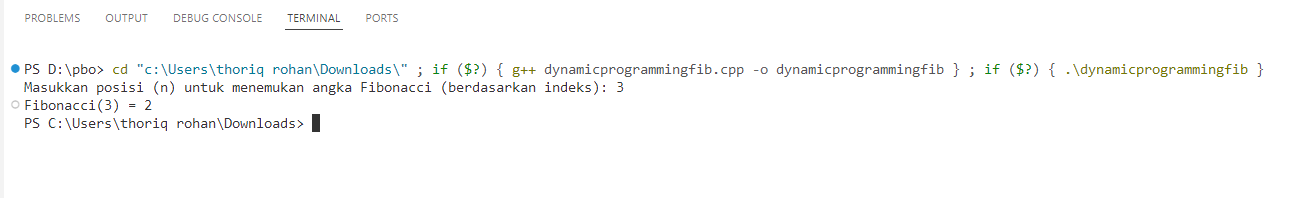 PROBLEMS OUTPUT DEBUG CONSOLE TERMINAL PORTS
PS D:\pbo> cd "c:\Users\thoriq rohan\Downloads\" ; if ($?) { g++ dynamicprogrammingfib.cpp -o dynamicprogrammingfib } ; if ($?) { .\dynamicprogrammingfib }
Masukkan posisi (n) untuk menemukan angka Fibonacci (berdasarkan indeks): 3
Fibonacci(3) = 2
PS C:\Users\thoriq rohan\Downloads>